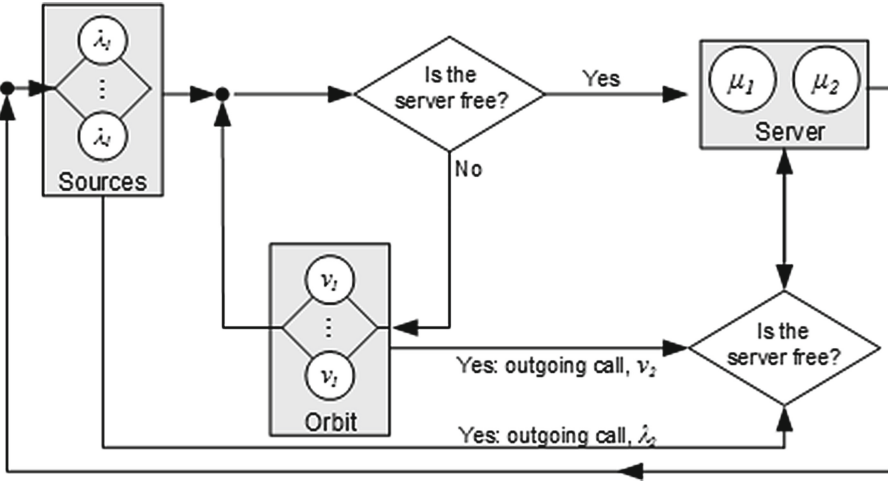 λ₁
⋮
λ₁
Sources
Is the
server free?
Yes
No
μ₁ μ₂
Server
ν₁
⋮
ν₁
Orbit
Is the
server free?
Yes: outgoing call, ν₂
Yes: outgoing call, λ₂